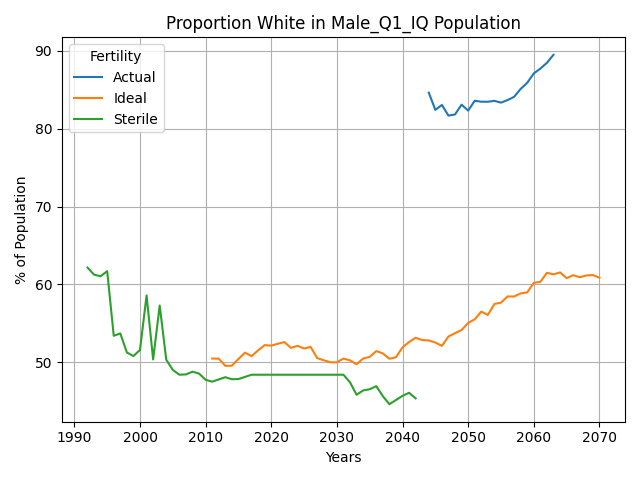 Proportion White in Male_Q1_IQ Population
Fertility
Actual
Ideal
Sterile
% of Population
90
80
70
60
50
1990 2000 2010 2020 2030 2040 2050 2060 2070
Years